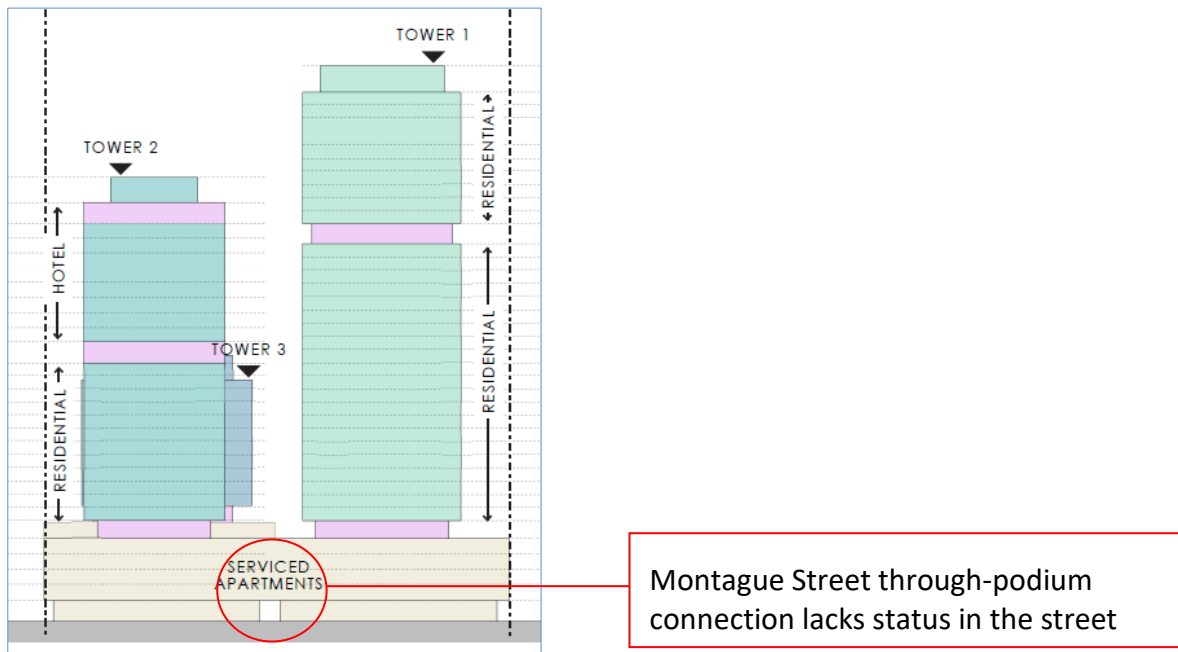 TOWER 1
RESIDENTIAL
TOWER 2
HOTEL
TOWER 3
RESIDENTIAL
RESIDENTIAL
SERVICED
APARTMENTS
Montague Street through-podium
connection lacks status in the street